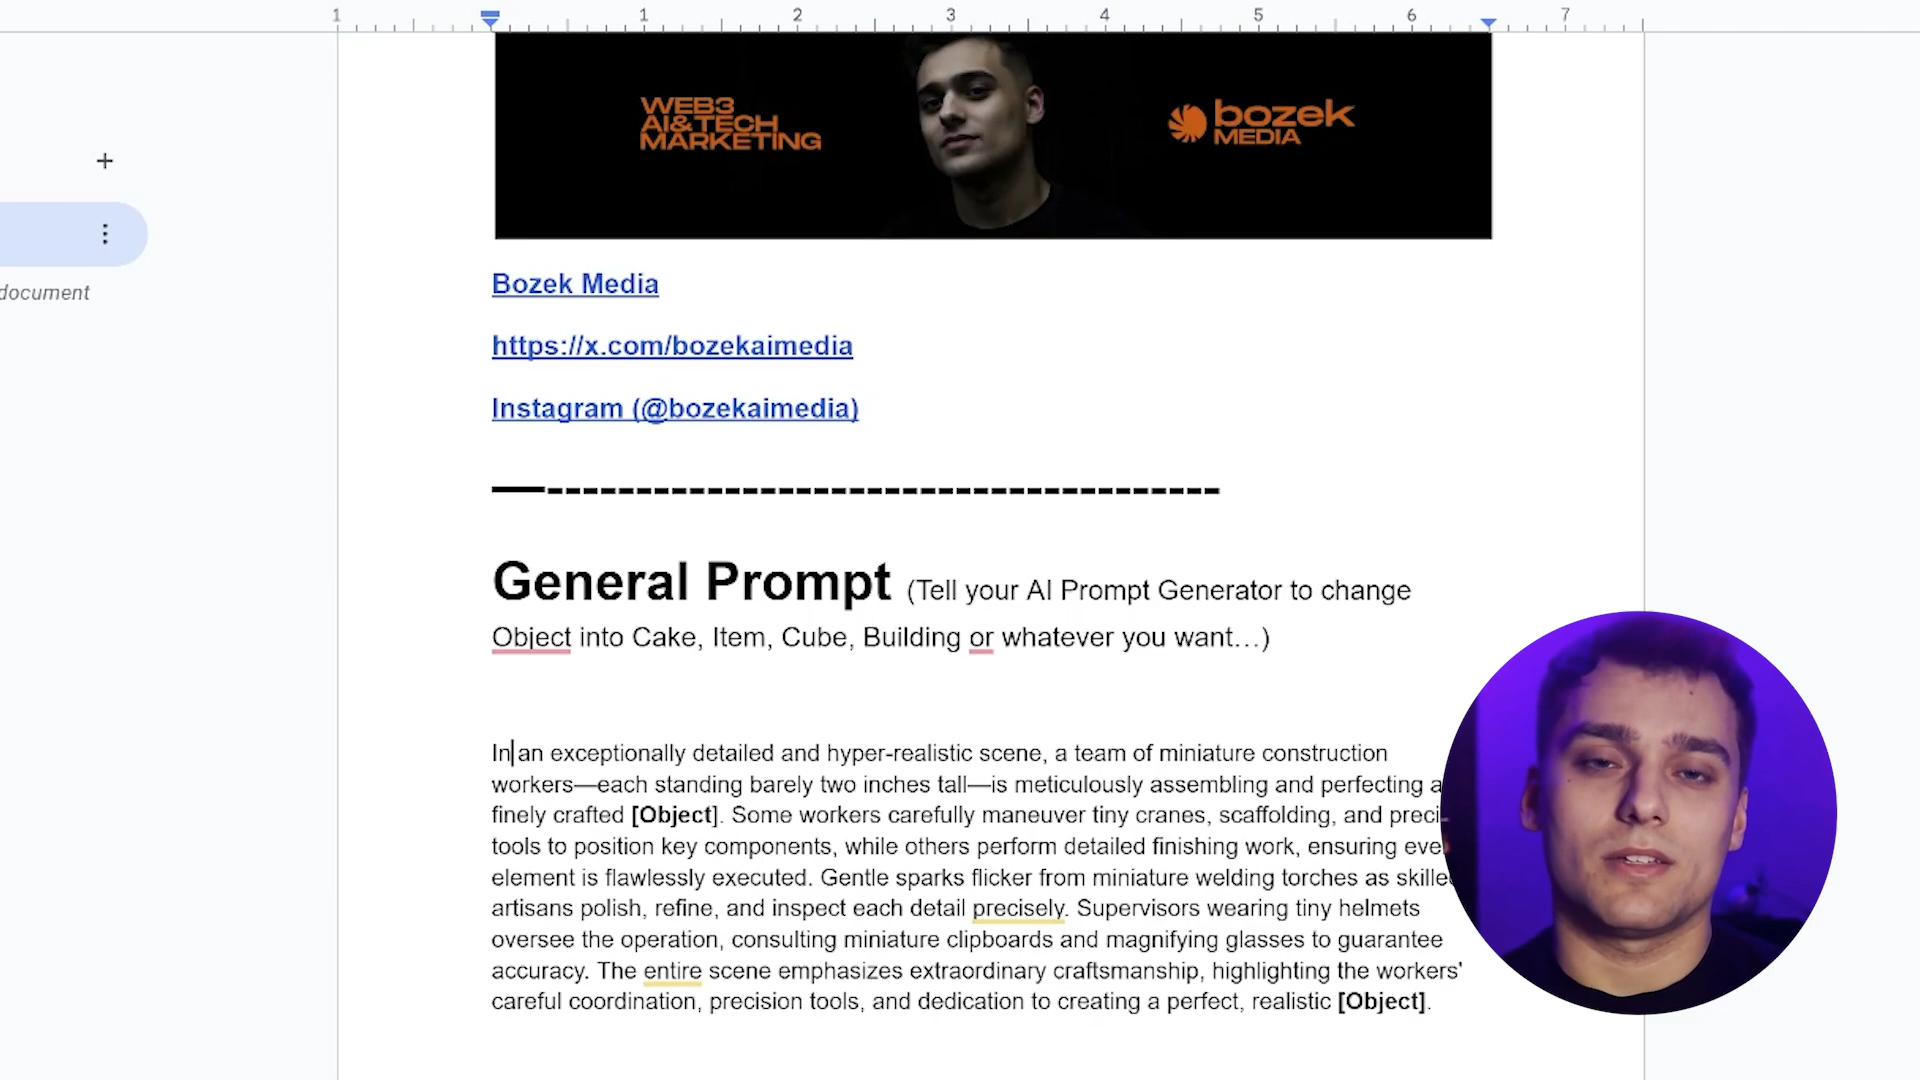 1 1 2 3 4 5 6 7
WEB3
AI&TECH
MARKETING
bozek
MEDIA
document
Bozek Media
https://x.com/bozekaimedia
Instagram (@bozekaimedia)
General Prompt (Tell your AI Prompt Generator to change
Object into Cake, Item, Cube, Building or whatever you want…)
In an exceptionally detailed and hyper-realistic scene, a team of miniature construction
workers—each standing barely two inches tall—is meticulously assembling and perfecting a
finely crafted [Object]. Some workers carefully maneuver tiny cranes, scaffolding, and
tools to position key components, while others perform detailed finishing work, ensuring
element is flawlessly executed. Gentle sparks flicker from miniature welding torches as
artisans polish, refine, and inspect each detail precisely. Supervisors wearing tiny helmets
oversee the operation, consulting miniature clipboards and magnifying glasses to guarantee
accuracy. The entire scene emphasizes extraordinary craftsmanship, highlighting the workers'
careful coordination, precision tools, and dedication to creating a perfect, realistic [Object].